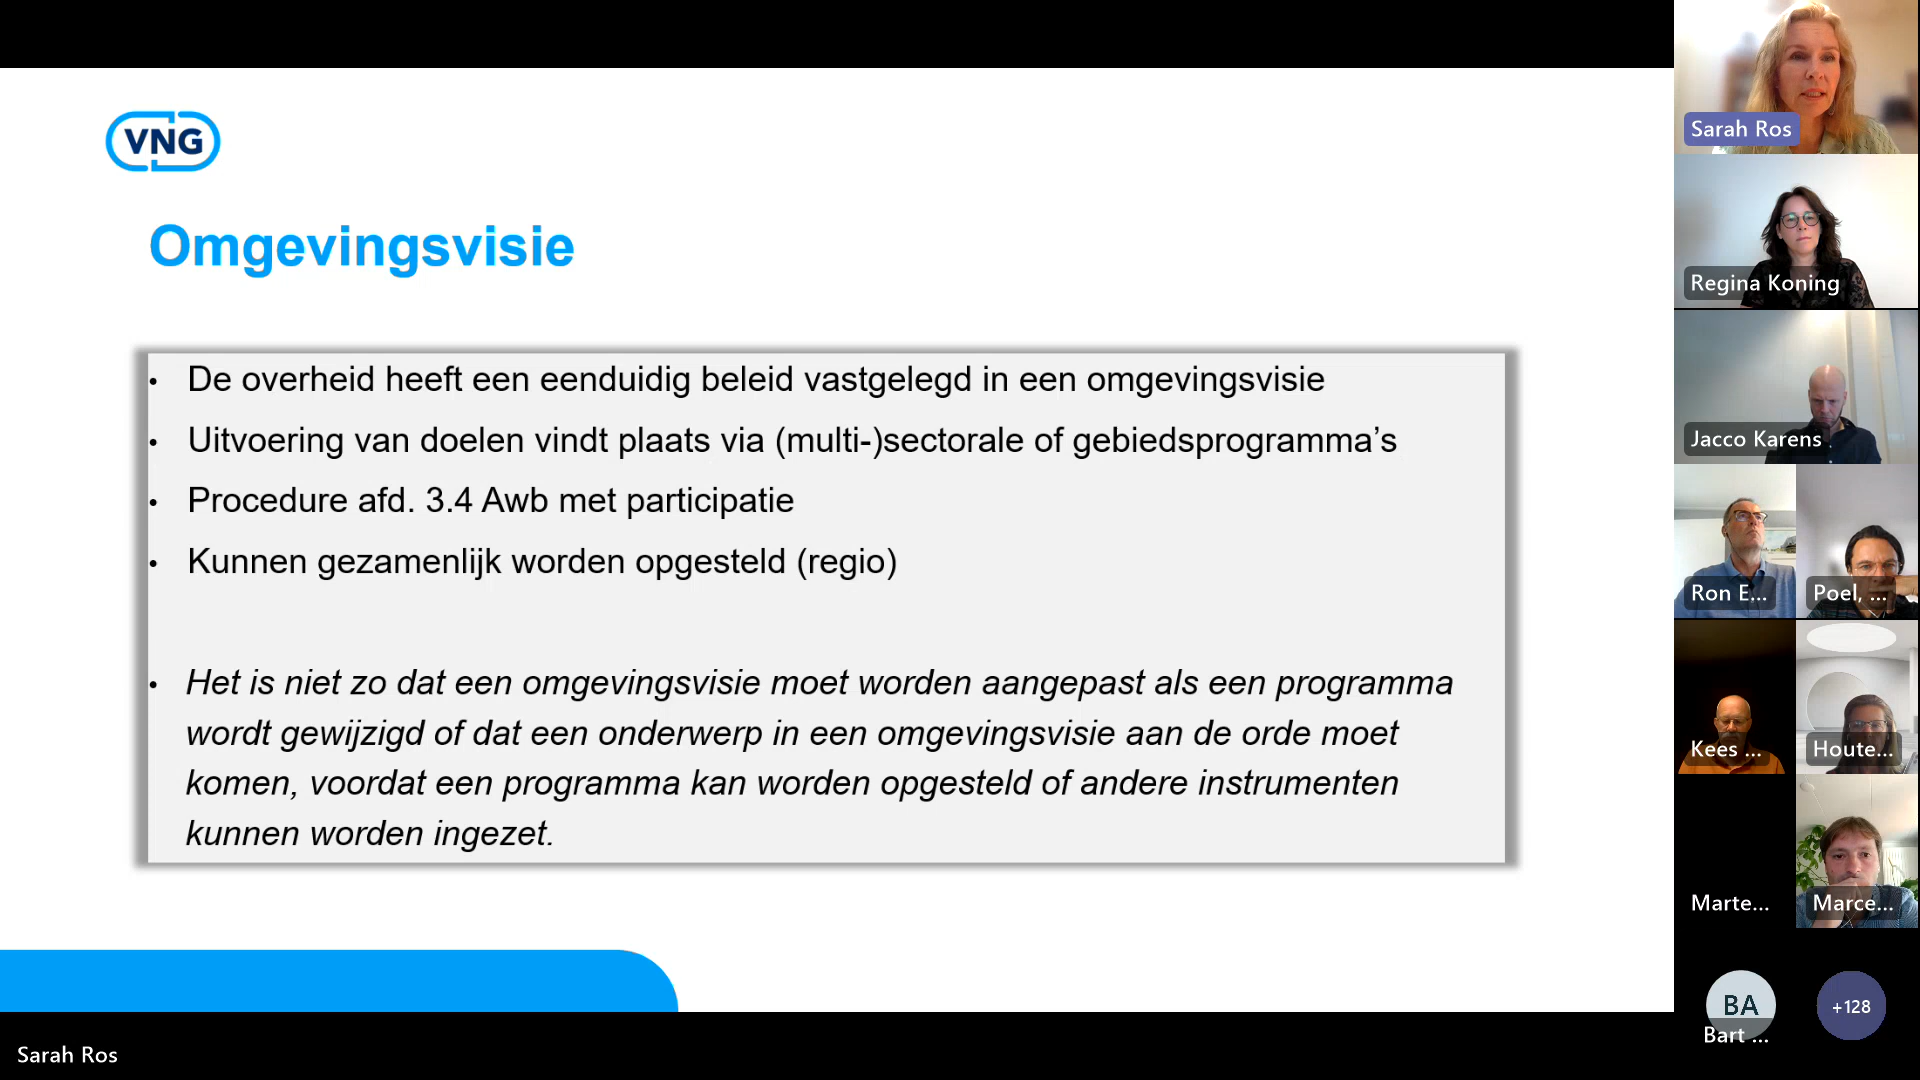 VNG
Omgevingsvisie
• De overheid heeft een eenduidig beleid vastgelegd in een omgevingsvisie
• Uitvoering van doelen vindt plaats via (multi-)sectorale of gebiedsprogramma’s
• Procedure afd. 3.4 Awb met participatie
• Kunnen gezamenlijk worden opgesteld (regio)
• Het is niet zo dat een omgevingsvisie moet worden aangepast als een programma
wordt gewijzigd of dat een onderwerp in een omgevingsvisie aan de orde moet
komen, voordat een programma kan worden opgesteld of andere instrumenten
kunnen worden ingezet.
Sarah Ros
Sarah Ros
Regina Koning
Jacco Karens
Ron E...
Poel, ...
Kees ...
Houte...
Marte...
Marce...
BA
Bart ...
+128